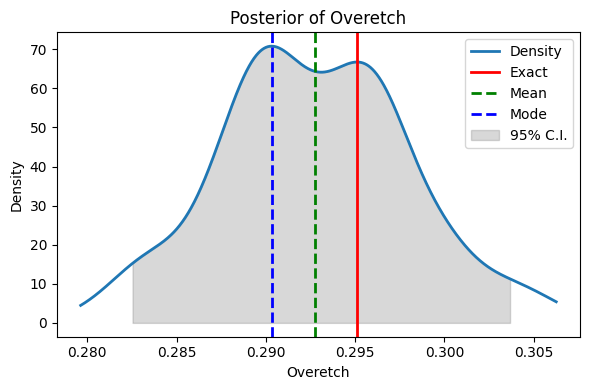 Posterior of Overetch
Density
70
60
50
40
30
20
10
0
Density
Exact
Mean
Mode
95% C.I.
0.280
0.285
0.290
0.295
0.300
0.305
Overetch